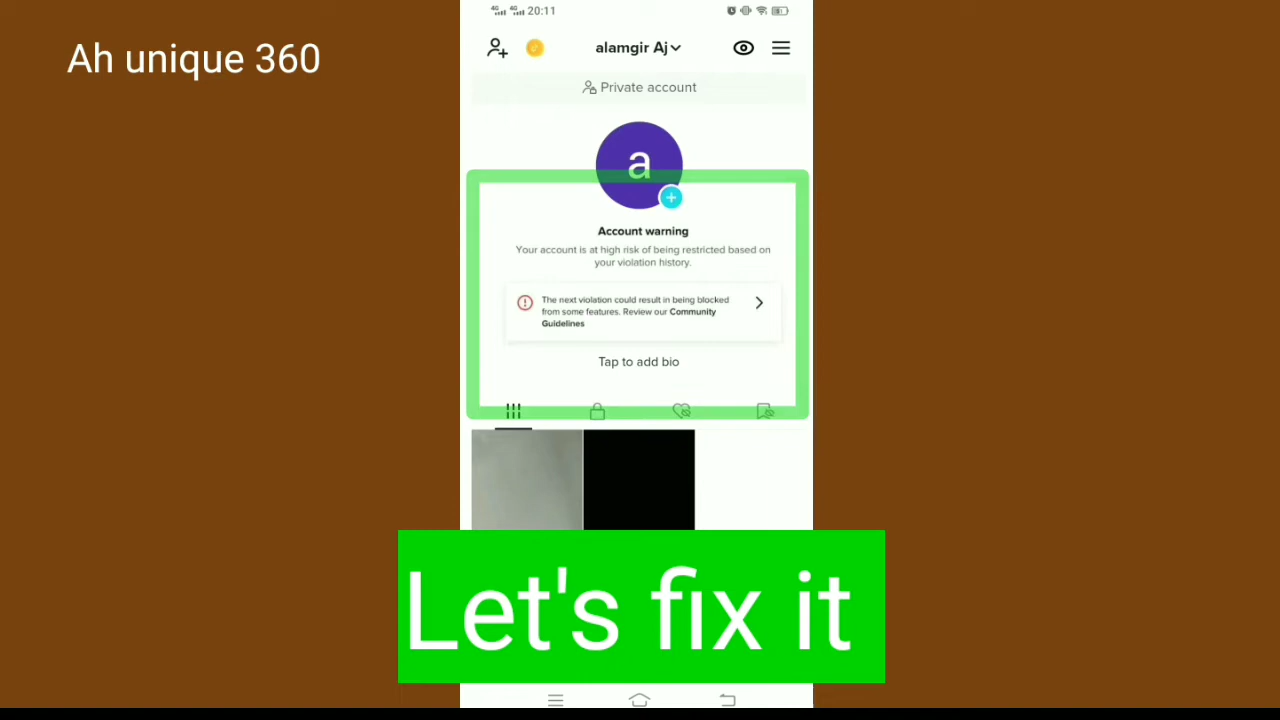 Ah unique 360
4G 4G 20:11
alamgir Aj
Private account
a
Account warning
Your account is at high risk of being restricted based on
your violation history.
The next violation could result in being blocked
from some features. Review our Community
Guidelines
Tap to add bio
Let's fix it